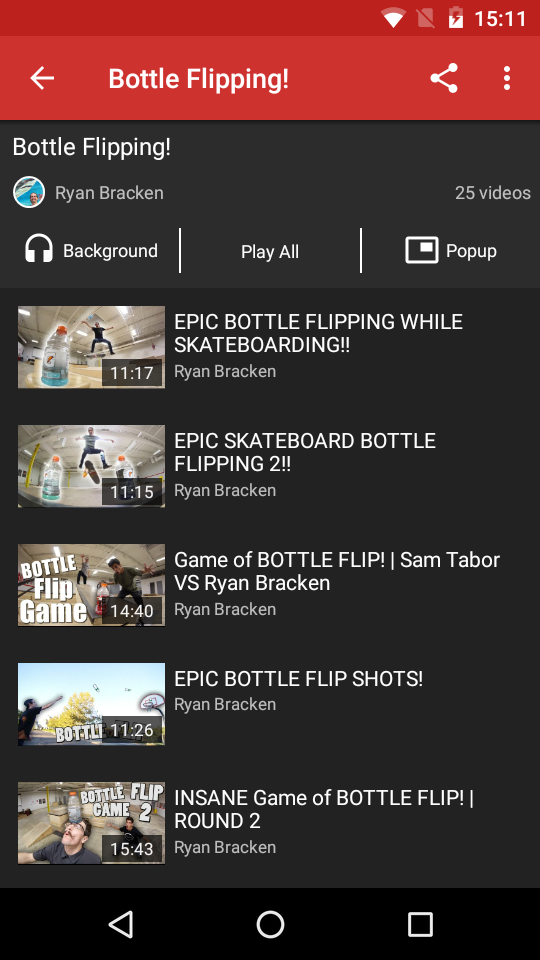 15:11
Bottle Flipping!
Bottle Flipping!
Ryan Bracken
25 videos
Background
Play All
Popup
11:17
EPIC BOTTLE FLIPPING WHILE
SKATEBOARDING!!
Ryan Bracken
11:15
EPIC SKATEBOARD BOTTLE
FLIPPING 2!!
Ryan Bracken
BOTTLE
Flip
Game
14:40
Game of BOTTLE FLIP! | Sam Tabor
VS Ryan Bracken
Ryan Bracken
BOTTL
11:26
EPIC BOTTLE FLIP SHOTS!
Ryan Bracken
BOTTLE FLIP
GAME 2
15:43
INSANE Game of BOTTLE FLIP! |
ROUND 2
Ryan Bracken